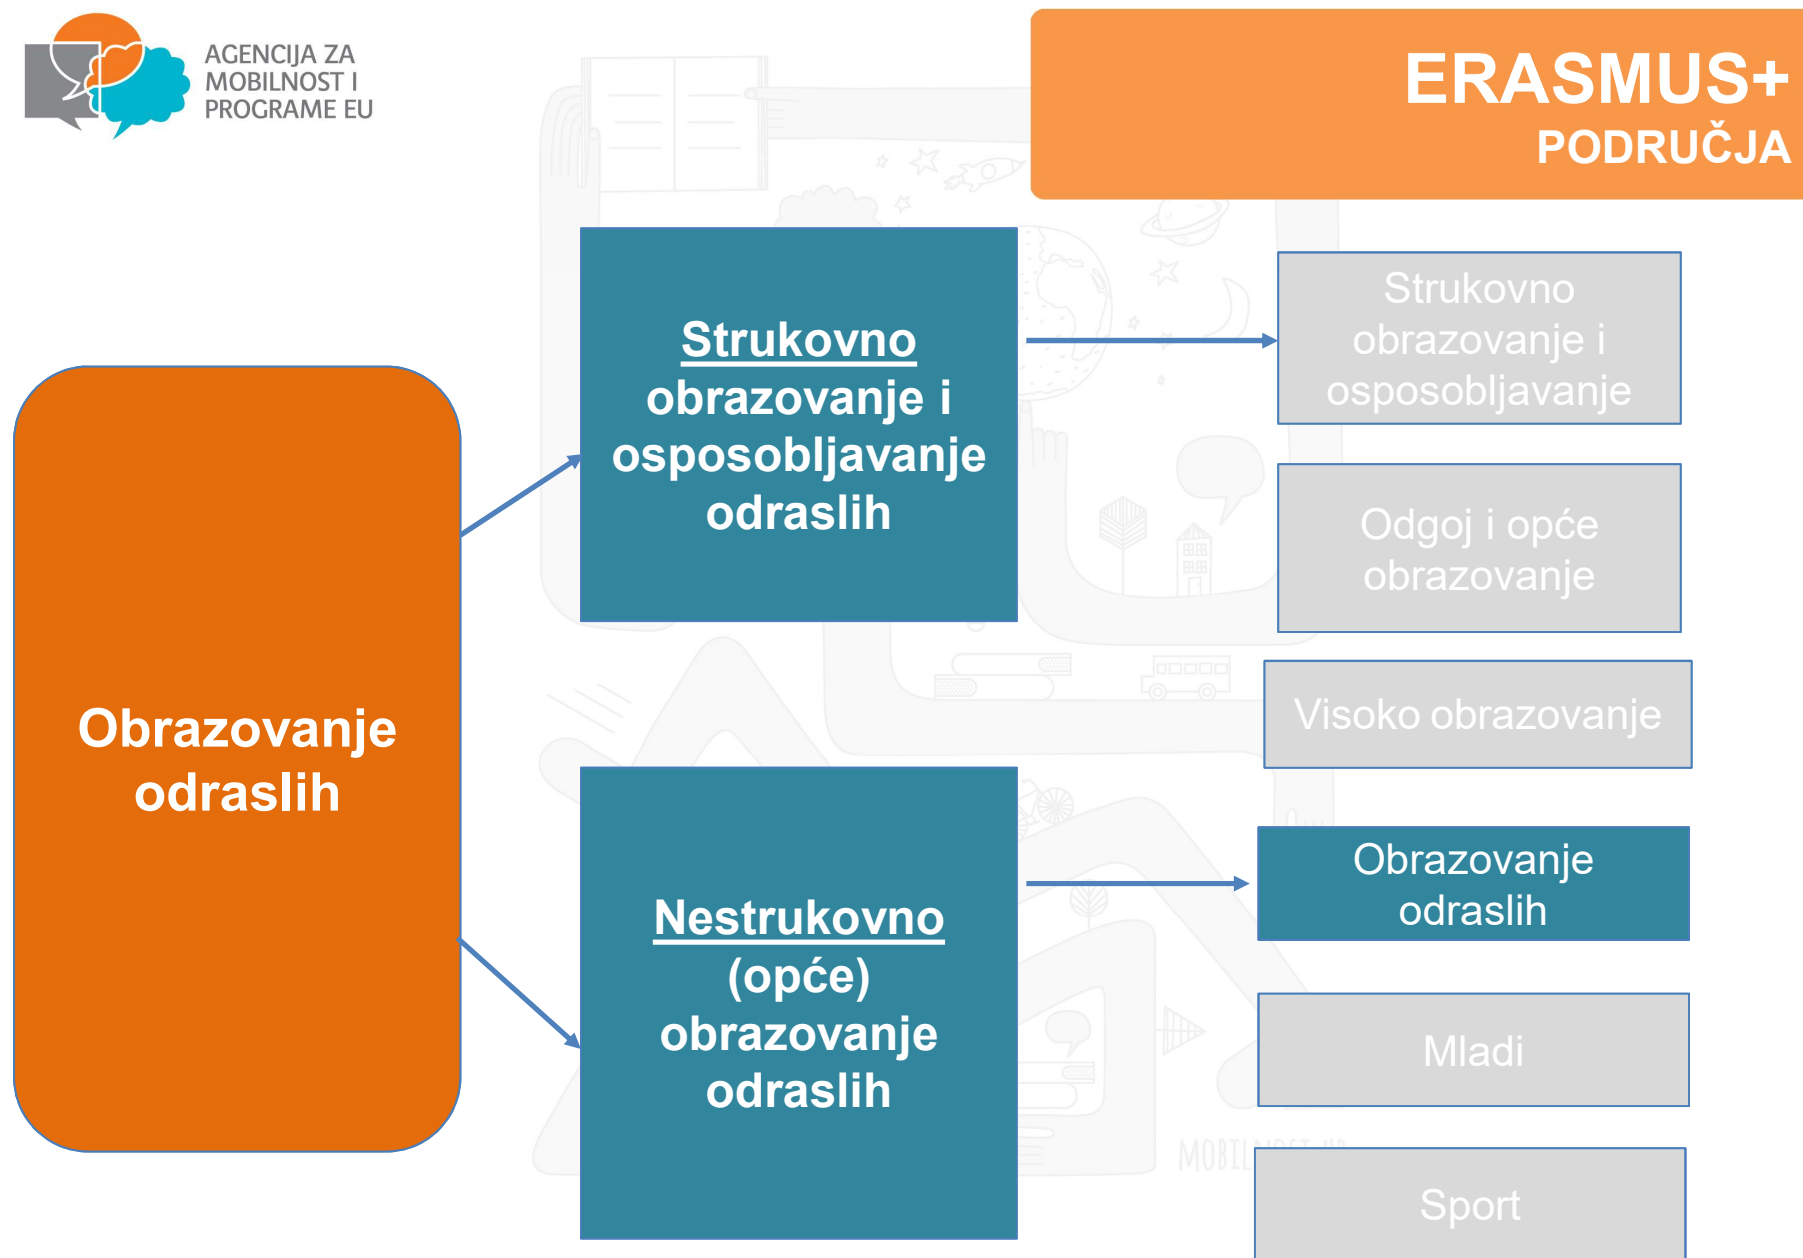 AGENCIJA ZA
MOBILNOST I
PROGRAME EU
ERASMUS+
PODRUČJA
Obrazovanje
odraslih
Strukovno
obrazovanje i
osposobljavanje
odraslih
Nestrukovno
(opće)
obrazovanje
odraslih
Strukovno
obrazovanje i
osposobljavanje
Odgoj i opće
obrazovanje
Visoko obrazovanje
Obrazovanje
odraslih
Mladi
Sport